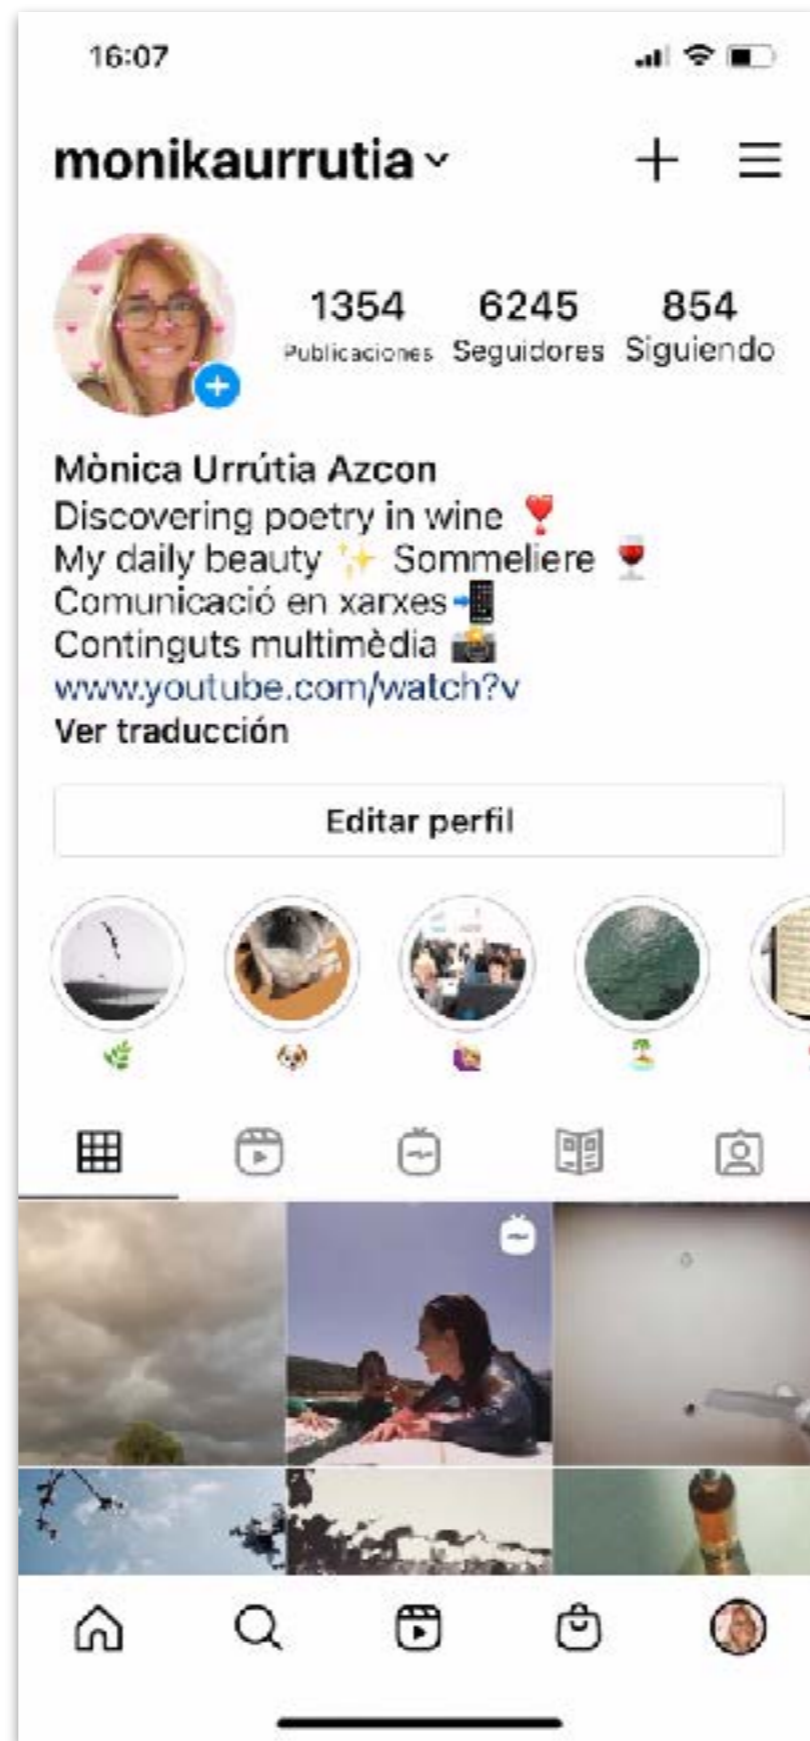 16:07
monikaurrutia
1354 6245 854
Publicaciones Seguidores Siguiendo
Mònica Urrútia Azcon
Discovering poetry in wine ❣️
My daily beauty ✨ Sommeliere 🍷
Comunicació en xarxes 📲
Continguts multimèdia 📸
www.youtube.com/watch?v
Ver traducción
Editar perfil